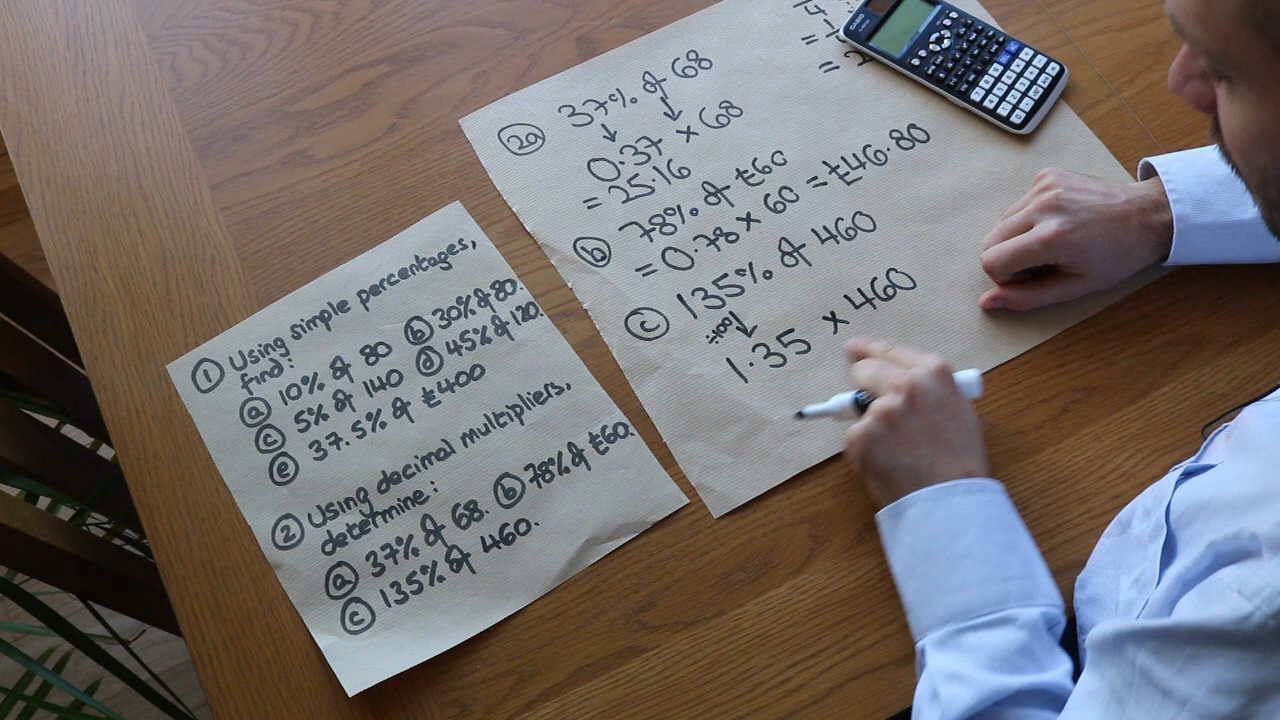 ① Using simple percentages,
find:
ⓐ 10% of 80 ⓑ 30% of 80.
ⓒ 5% of 140 ⓓ 45% of 120.
ⓔ 37.5% of £400
② Using decimal multipliers,
determine:
ⓐ 37% of 68. ⓑ 78% of £60.
ⓒ 135% of 460.
2a 37% of 68
↓ ↓
0.37 × 68
= 25.16
ⓑ 78% of £60
= 0.78 × 60 = £46.80
ⓒ 135% of 460
÷100 ↓
1.35 × 460
CASIO